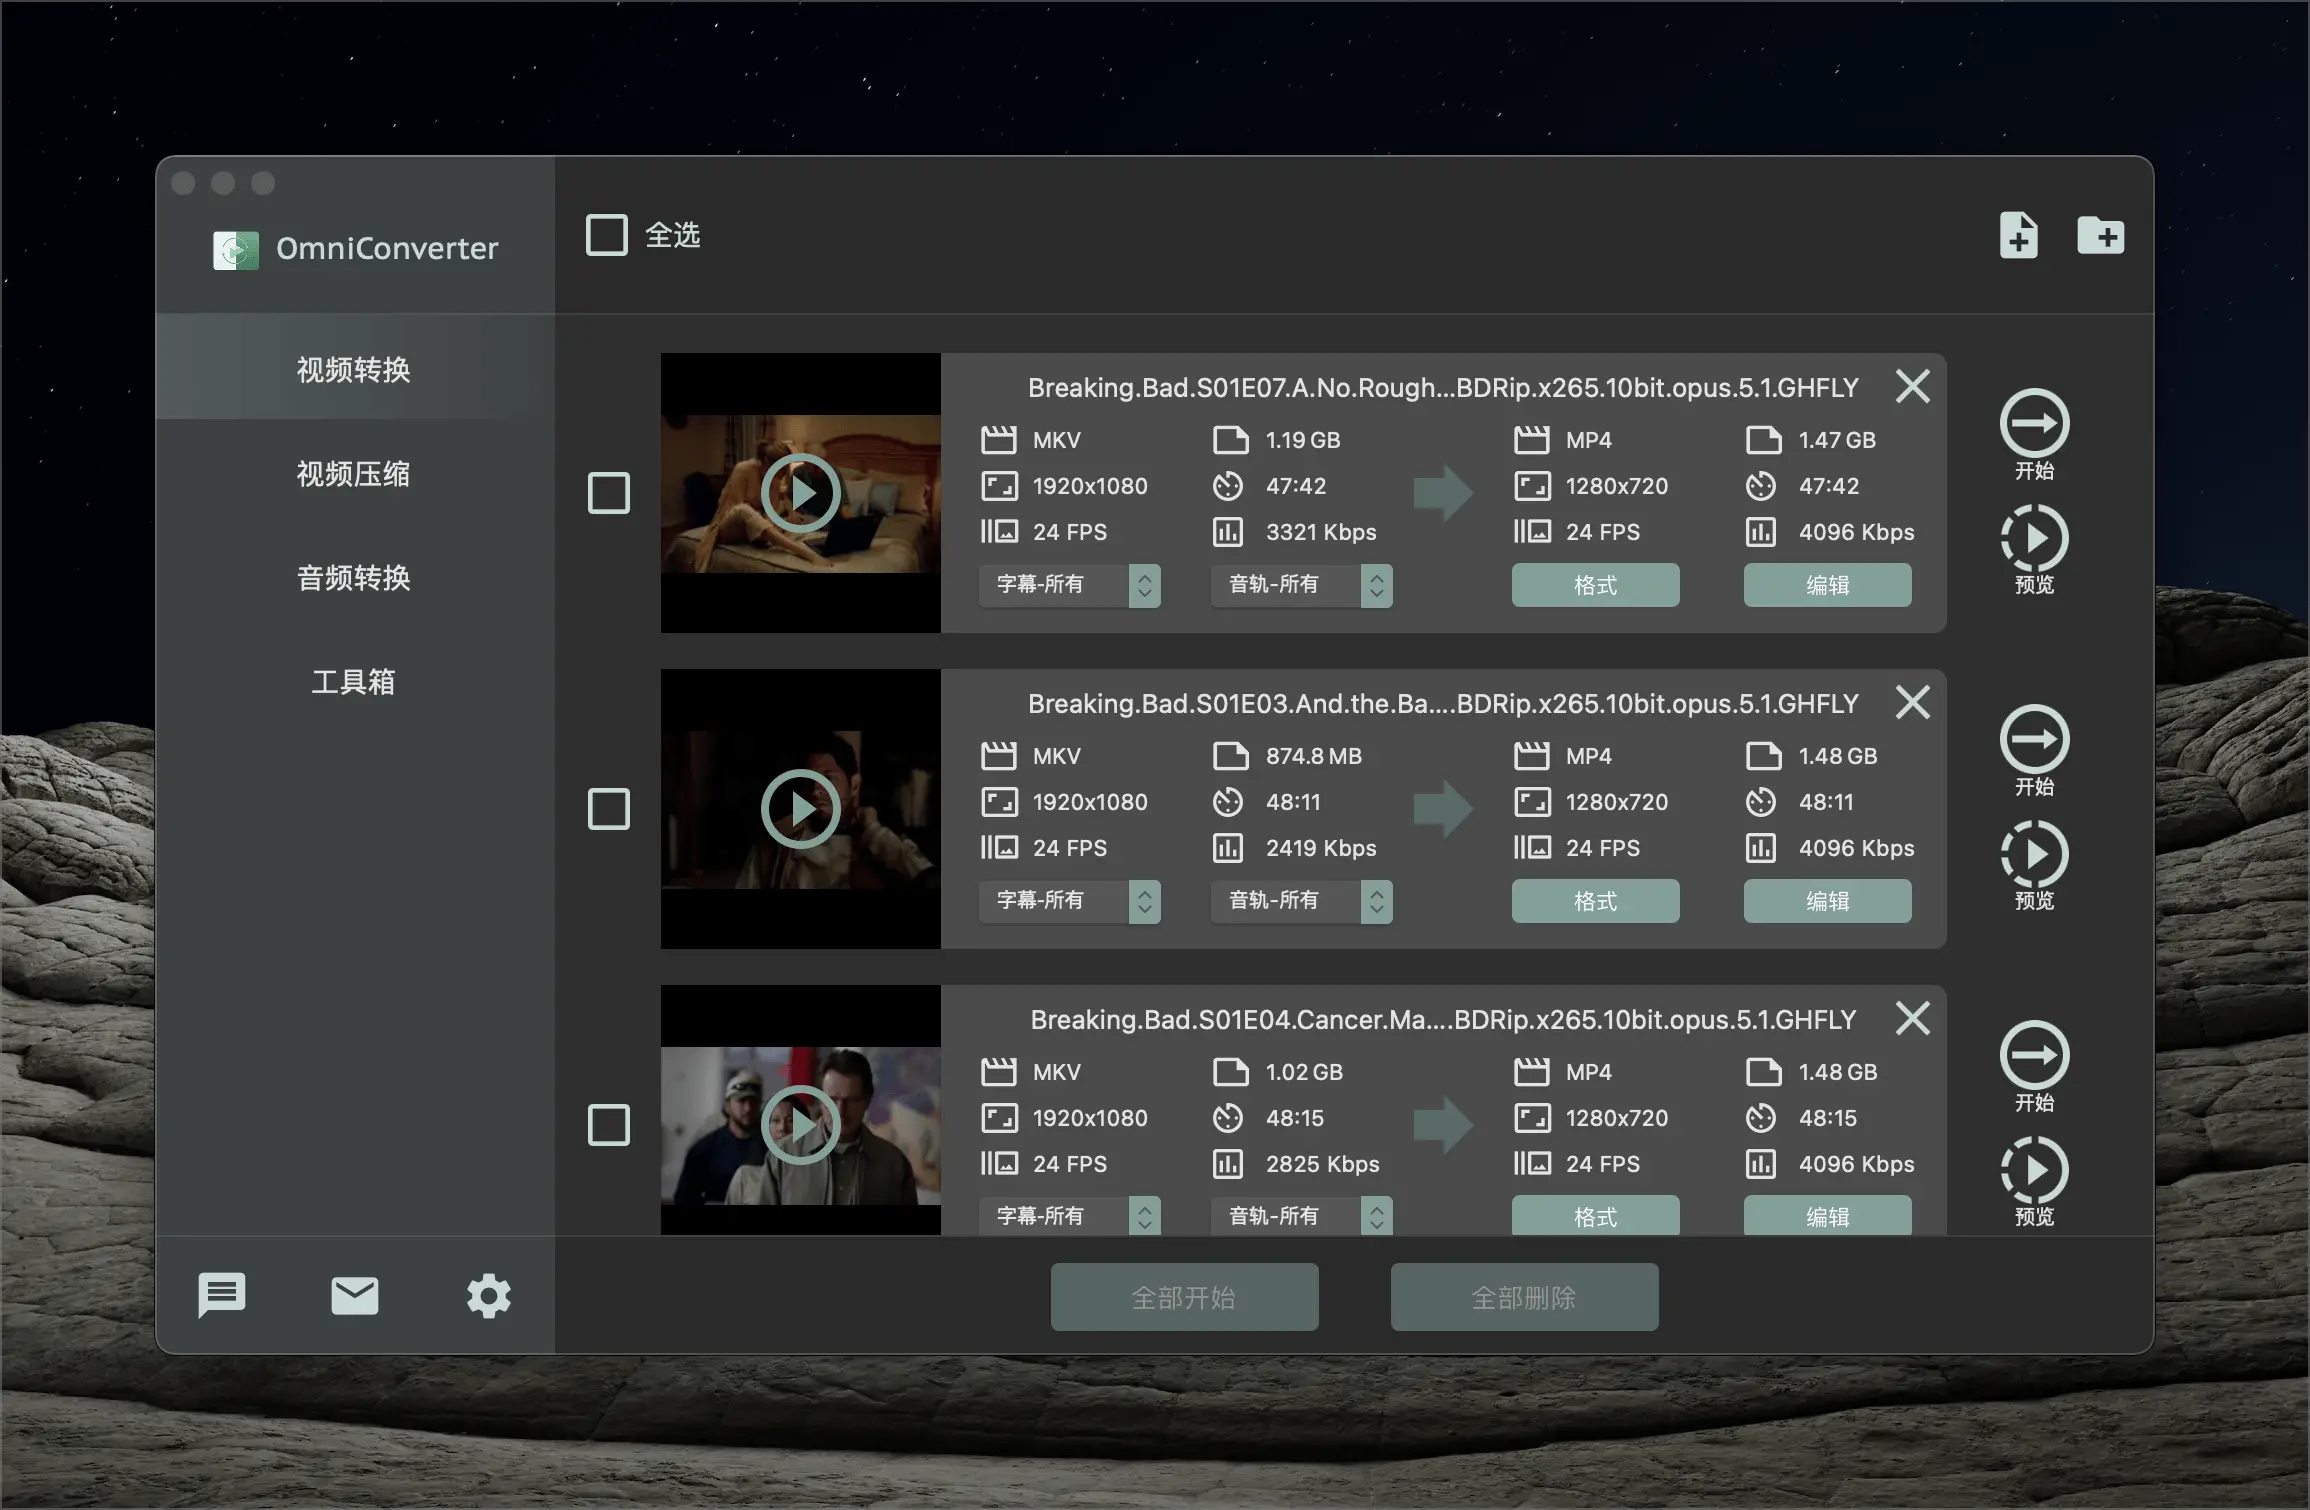 OmniConverter
全选
视频转换
视频压缩
音频转换
工具箱
Breaking.Bad.S01E07.A.No.Rough...BDRip.x265.10bit.opus.5.1.GHFLY
MKV 1.19 GB MP4 1.47 GB
1920x1080 47:42 1280x720 47:42
24 FPS 3321 Kbps 24 FPS 4096 Kbps
字幕-所有 音轨-所有 格式 编辑
开始
预览
Breaking.Bad.S01E03.And.the.Ba....BDRip.x265.10bit.opus.5.1.GHFLY
MKV 874.8 MB MP4 1.48 GB
1920x1080 48:11 1280x720 48:11
24 FPS 2419 Kbps 24 FPS 4096 Kbps
字幕-所有 音轨-所有 格式 编辑
开始
预览
Breaking.Bad.S01E04.Cancer.Ma....BDRip.x265.10bit.opus.5.1.GHFLY
MKV 1.02 GB MP4 1.48 GB
1920x1080 48:15 1280x720 48:15
24 FPS 2825 Kbps 24 FPS 4096 Kbps
字幕-所有 音轨-所有 格式 编辑
开始
预览
全部开始 全部删除